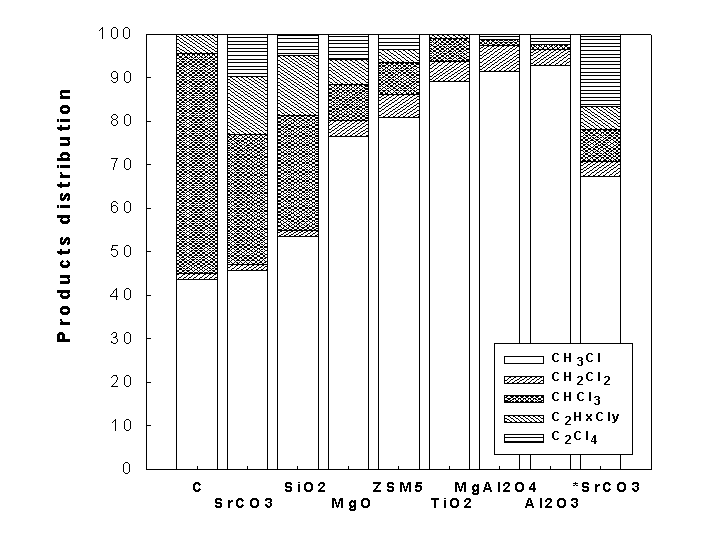 Products distribution
100
90
80
70
60
50
40
30
20
10
0
CH3Cl
CH2Cl2
CHCl3
C2HxCly
C2Cl4
C SiO2 ZSM5 MgAl2O4 *SrCO3
SrCO3 MgO TiO2 Al2O3